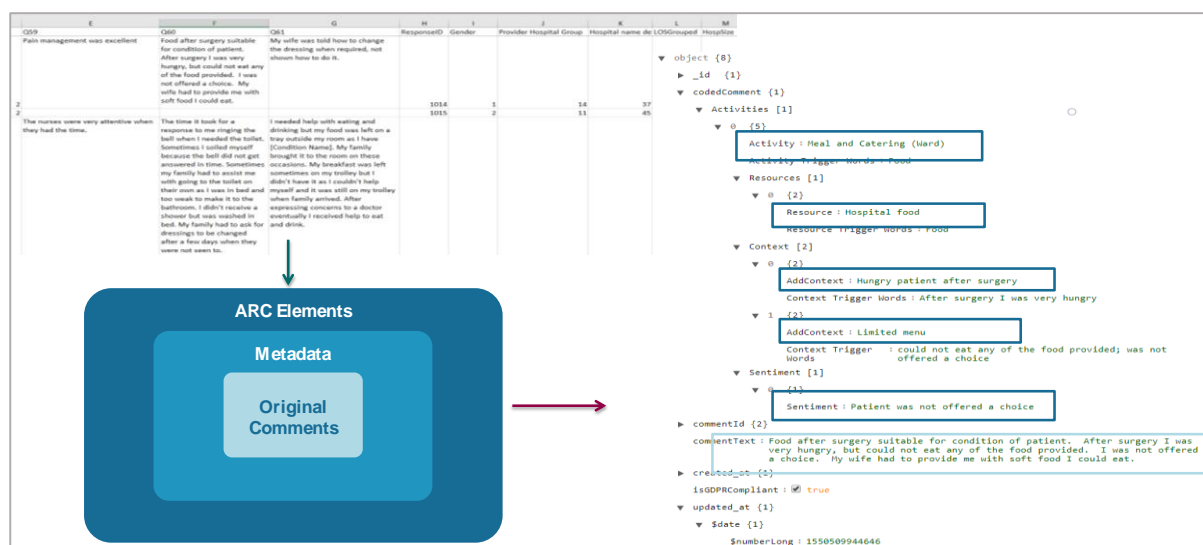 E F G H I J K L M
Q59 Q60 Q61 ResponseID Gender Provider Hospital Group Hospital name de LOSGrouped HospSize
Pain management was excellent
Food after surgery suitable
for condition of patient.
After surgery I was very
hungry, but could not eat any
of the food provided. I was
not offered a choice. My
wife had to provide me with
soft food I could eat.
My wife was told how to change
the dressing when required, not
shown how to do it.
2 1014 1 14 37
2 1015 2 11 45
The nurses were very attentive when
they had the time.
The time it took for a
response to me ringing the
bell when I needed the toilet.
Sometimes I soiled myself
because the bell did not get
answered in time. Sometimes
my family had to assist me
with going to the toilet on
their own as I was in bed and
too weak to make it to the
bathroom. I didn't receive a
shower but was washed in
bed. My family had to ask for
dressings to be changed
after a few days when they
were not seen to.
I needed help with eating and
drinking but my food was left on a
tray outside my room as I have
[Condition Name]. My family
brought it to the room on these
occasions. My breakfast was left
sometimes on my trolley but I
didn't have it as I couldn't help
myself and it was still on my trolley
when family arrived. After
expressing concerns to a doctor
eventually I received help to eat
and drink.
ARC Elements
Metadata
Original
Comments
object {8}
_id {1}
codedComment {1}
Activities [1]
0 {5}
Activity : Meal and Catering (Ward)
Activity Trigger Words : Food
Resources [1]
0 {2}
Resource : Hospital food
Resource Trigger Words : Food
Context [2]
0 {2}
AddContext : Hungry patient after surgery
Context Trigger Words : After surgery I was very hungry
1 {2}
AddContext : Limited menu
Context Trigger : could not eat any of the food provided; was not
Words offered a choice
Sentiment [1]
0 {1}
Sentiment : Patient was not offered a choice
commentId {2}
commentText : Food after surgery suitable for condition of patient. After surgery I was
very hungry, but could not eat any of the food provided. I was not offered
a choice. My wife had to provide me with soft food I could eat.
created_at {1}
isGDPRCompliant : true
updated_at {1}
$date {1}
$numberLong : 1550509944646